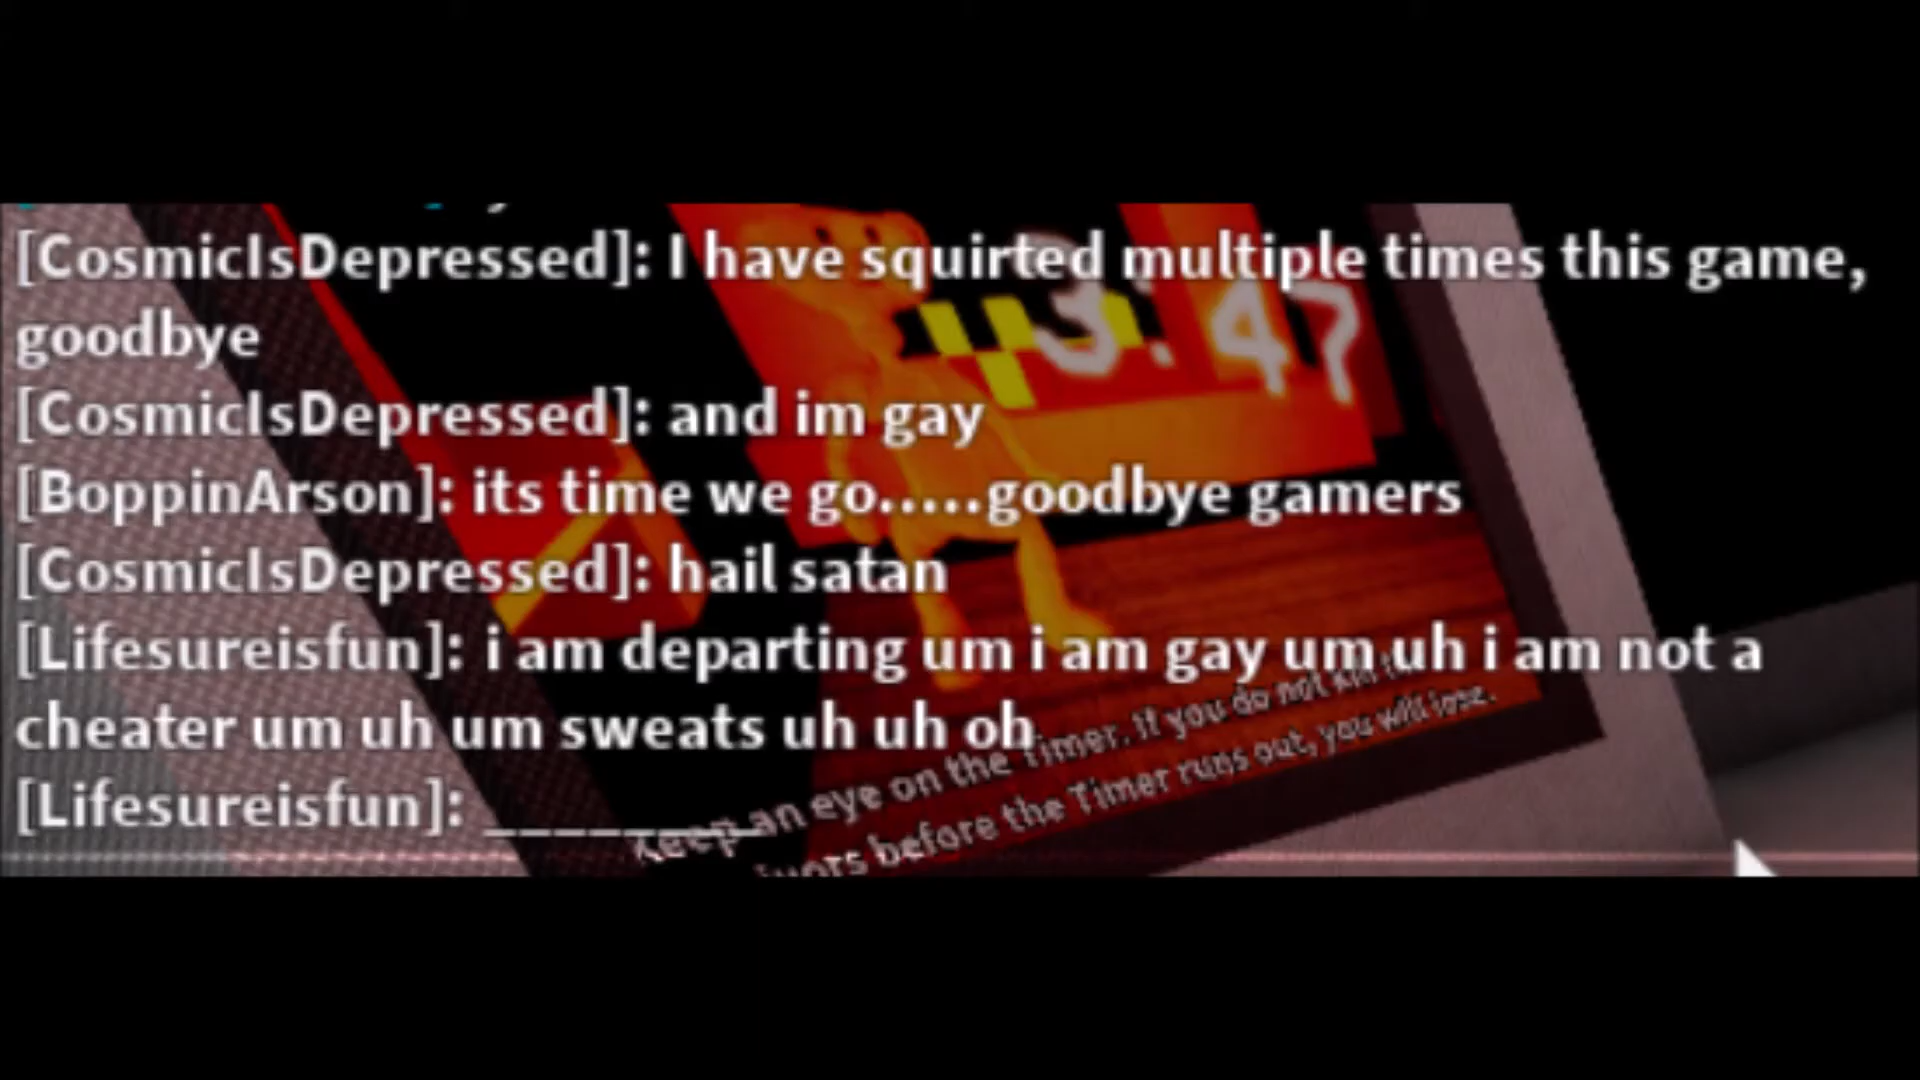 [CosmicIsDepressed]: I have squirted multiple times this game,
goodbye
[CosmicIsDepressed]: and im gay
[BoppinArson]: its time we go.....goodbye gamers
[CosmicIsDepressed]: hail satan
[Lifesureisfun]: i am departing um i am gay um uh i am not a
cheater um uh um sweats uh uh oh
[Lifesureisfun]: ________
3:47
Keep an eye on the Timer. If you do not kill
before the Timer runs out, you will lose.